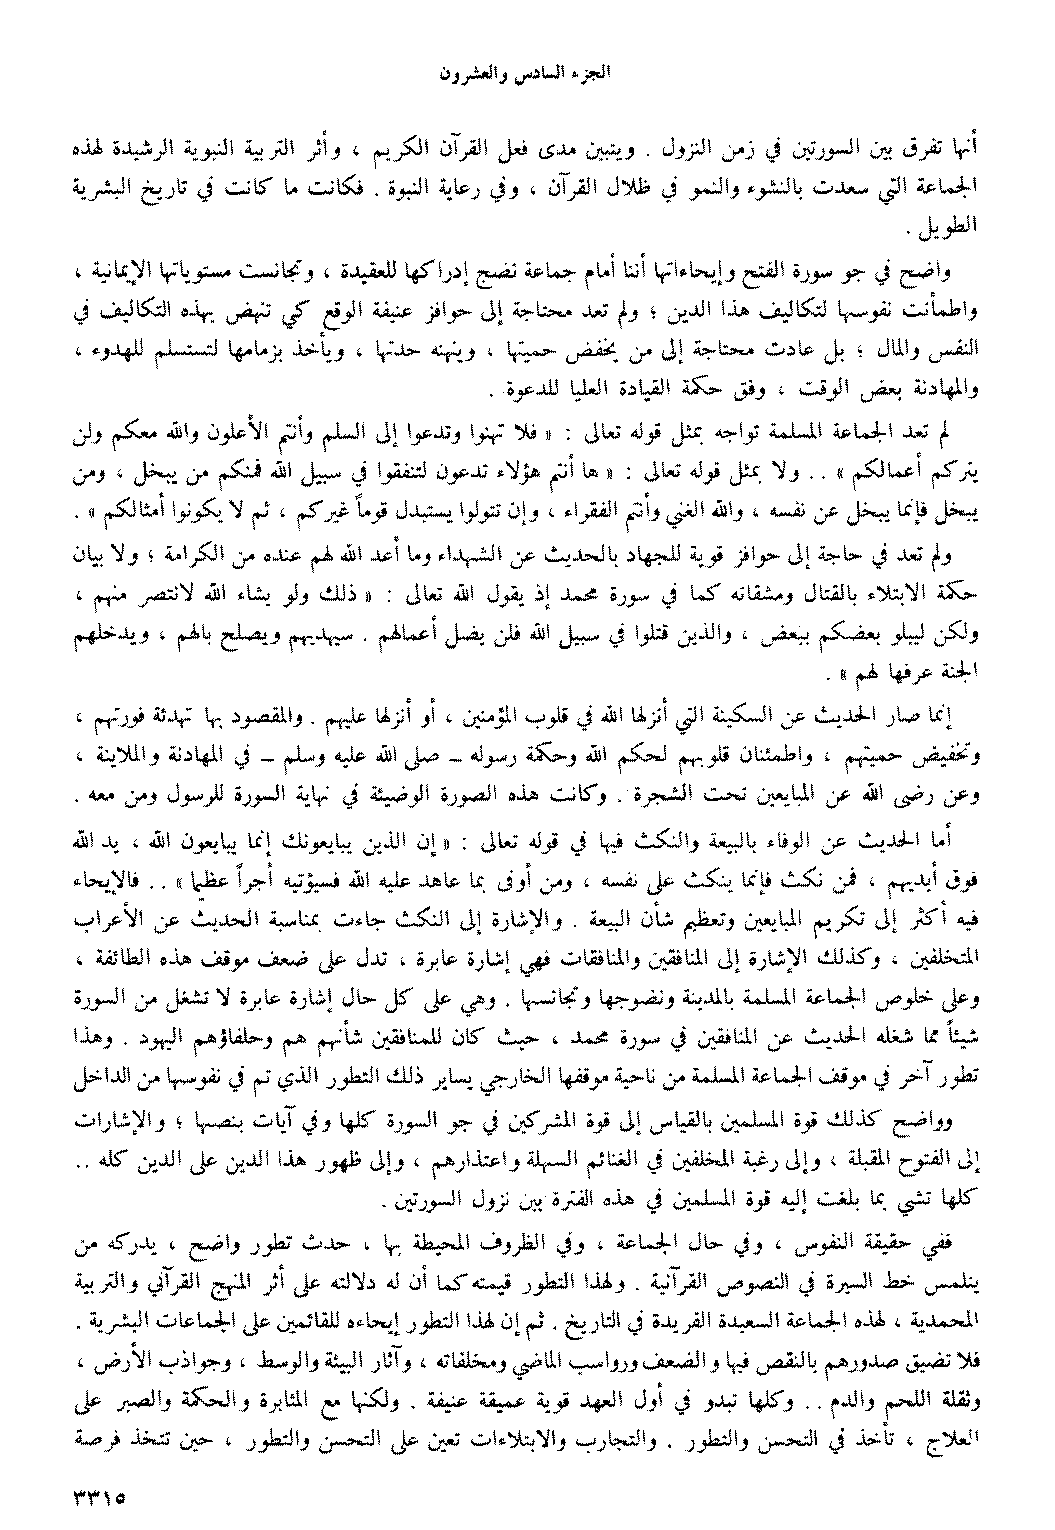 الجزء السادس والعشرون
أنها تفرق بين السورتين في زمن النزول . ويتبين مدى فعل القرآن الكريم ، وأثر التربية النبوية الرشيدة لهذه
الجماعة التي سعدت بالنشوء والنمو في ظلال القرآن ، وفي رعاية النبوة . فكانت ما كانت في تاريخ البشرية
الطويل .
واضح في جو سورة الفتح وإيحاءاتها أننا أمام جماعة نضج إدراكها للعقيدة ، وتجانست مستوياتها الإيمانية ،
واطمأنت نفوسها لتكاليف هذا الدين ؛ ولم تعد محتاجة إلى حوافز عنيفة الوقع كي تنهض بهذه التكاليف في
النفس والمال ؛ بل عادت محتاجة إلى من يخفض حميتها ، وينهنه حدتها ، ويأخذ بزمامها لتستسلم للهدوء ،
والمهادنة بعض الوقت ، وفق حكمة القيادة العليا للدعوة .
لم تعد الجماعة المسلمة تواجه بمثل قوله تعالى : « فلا تهنوا وتدعوا إلى السلم وأنتم الأعلون والله معكم ولن
يتركم أعمالكم » .. ولا بمثل قوله تعالى : « ها أنتم هؤلاء تدعون لتنفقوا في سبيل الله فمنكم من يبخل ، ومن
يبخل فإنما يبخل عن نفسه ، والله الغني وأنتم الفقراء ، وإن تتولوا يستبدل قوماً غيركم ، ثم لا يكونوا أمثالكم » .
ولم تعد في حاجة إلى حوافز قوية للجهاد بالحديث عن الشهداء وما أعد الله لهم عنده من الكرامة ؛ ولا بيان
حكمة الابتلاء بالقتال ومشقاته كما في سورة محمد إذ يقول الله تعالى : « ذلك ولو يشاء الله لانتصر منهم ،
ولكن ليبلو بعضكم ببعض ، والذين قتلوا في سبيل الله فلن يضل أعمالهم . سيهديهم ويصلح بالهم ، ويدخلهم
الجنة عرفها لهم » .
إنما صار الحديث عن السكينة التي أنزلها الله في قلوب المؤمنين ، أو أنزلها عليهم . والمقصود بها تهدئة فورتهم ،
وتخفيض حميتهم ، واطمئنان قلوبهم لحكم الله وحكمة رسوله – صلى الله عليه وسلم – في المهادنة والملاينة ،
وعن رضى الله عن المبايعين تحت الشجرة . وكانت هذه الصورة الوضيئة في نهاية السورة للرسول ومن معه .
أما الحديث عن الوفاء بالبيعة والنكث فيها في قوله تعالى : « إن الذين يبايعونك إنما يبايعون الله ، يد الله
فوق أيديهم ، فمن نكث فإنما ينكث على نفسه ، ومن أوفى بما عاهد عليه الله فسيؤتيه أجراً عظيما » .. فالإيحاء
فيه أكثر إلى تكريم المبايعين وتعظيم شأن البيعة . والإشارة إلى النكث جاءت بمناسبة الحديث عن الأعراب
المتخلفين ، وكذلك الإشارة إلى المنافقين والمنافقات فهي إشارة عابرة ، تدل على ضعف موقف هذه الطائفة ،
وعلى خلوص الجماعة المسلمة بالمدينة ونضوجها وتجانسها . وهي على كل حال إشارة عابرة لا تشغل من السورة
شيئاً مما شغله الحديث عن المنافقين في سورة محمد ، حيث كان للمنافقين شأنهم هم وحلفاؤهم اليهود . وهذا
تطور آخر في موقف الجماعة المسلمة من ناحية موقفها الخارجي يساير ذلك التطور الذي تم في نفوسها من الداخل
وواضح كذلك قوة المسلمين بالقياس إلى قوة المشركين في جو السورة كلها وفي آيات بنصها ؛ والإشارات
إلى الفتوح المقبلة ، وإلى رغبة المخلفين في الغنائم السهلة واعتذارهم ، وإلى ظهور هذا الدين على الدين كله ..
كلها تشي بما بلغت إليه قوة المسلمين في هذه الفترة بين نزول السورتين .
ففي حقيقة النفوس ، وفي حال الجماعة ، وفي الظروف المحيطة بها ، حدث تطور واضح ، يدركه من
يتلمس خط السيرة في النصوص القرآنية . ولهذا التطور قيمته كما أن له دلالته على أثر المنهج القرآني والتربية
المحمدية ، لهذه الجماعة السعيدة الفريدة في التاريخ . ثم إن لهذا التطور إيحاءه للقائمين على الجماعات البشرية .
فلا تضيق صدورهم بالنقص فيها والضعف ورواسب الماضي ومخلفاته ، وآثار البيئة والوسط ، وجواذب الأرض ،
وثقلة اللحم والدم .. وكلها تبدو في أول العهد قوية عميقة عنيفة . ولكنها مع المثابرة والحكمة والصبر على
العلاج ، تأخذ في التحسن والتطور . والتجارب والابتلاءات تعين على التحسن والتطور ، حين تتخذ فرصة
٣٣١٥